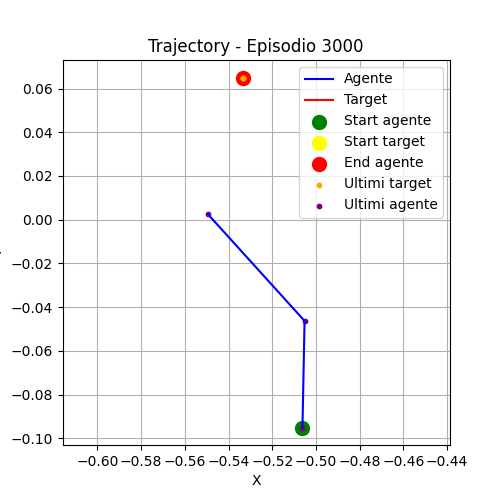 Trajectory - Episodio 3000
Agente
Target
Start agente
Start target
End agente
Ultimi target
Ultimi agente
0.06
0.04
0.02
0.00
−0.02
−0.04
−0.06
−0.08
−0.10
−0.60 −0.58 −0.56 −0.54 −0.52 −0.50 −0.48 −0.46 −0.44
X